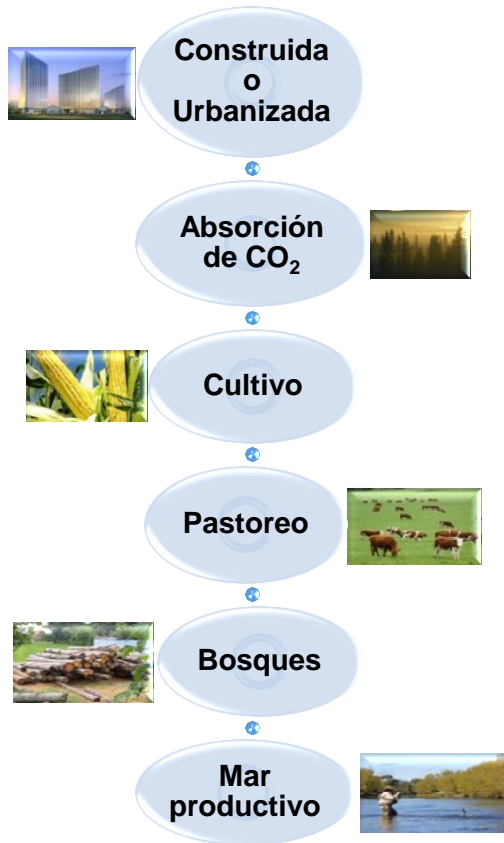 Construida
o
Urbanizada
Absorción
de CO₂
Cultivo
Pastoreo
Bosques
Mar
productivo